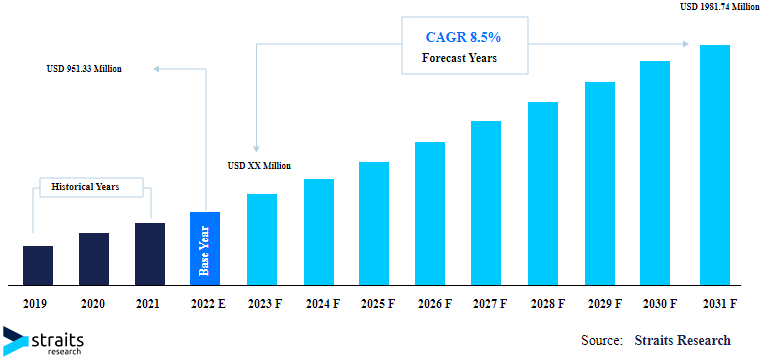 USD 1981.74 Million
CAGR 8.5%
Forecast Years
USD 951.33 Million
USD XX Million
Historical Years
Base Year
2019 2020 2021 2022 E 2023 F 2024 F 2025 F 2026 F 2027 F 2028 F 2029 F 2030 F 2031 F
straits
research
Source: Straits Research